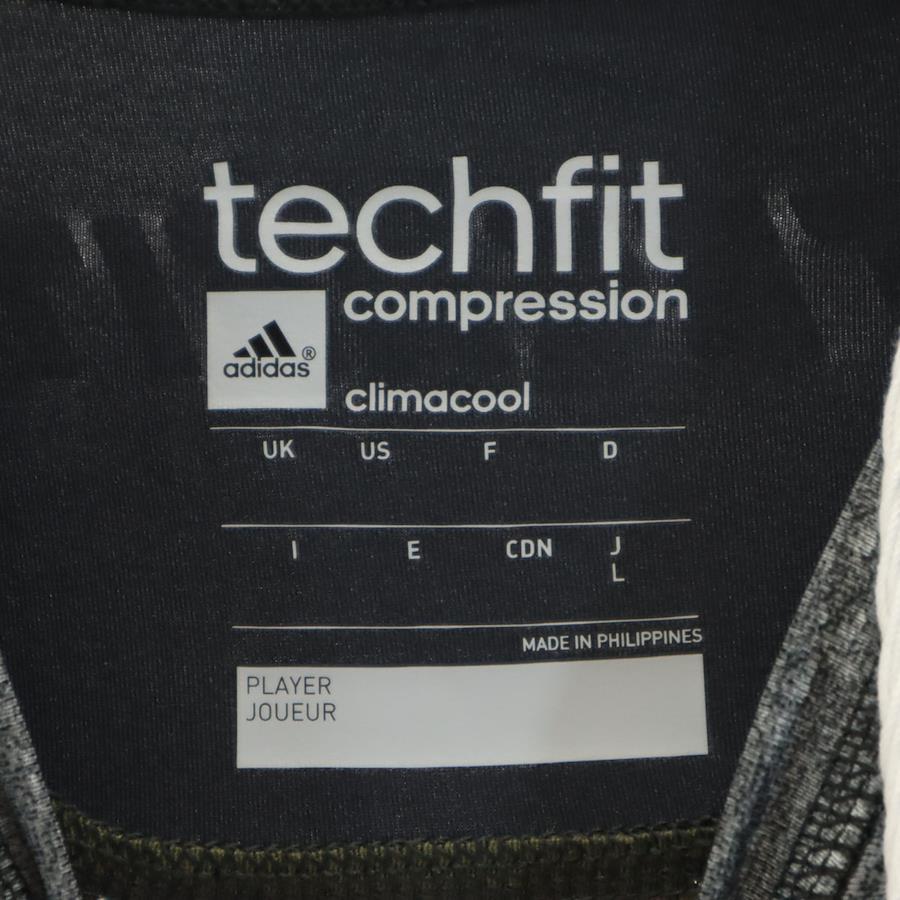 techfit
compression
adidas®
climacool
UK US F D
I E CDN J
L
MADE IN PHILIPPINES
PLAYER
JOUEUR